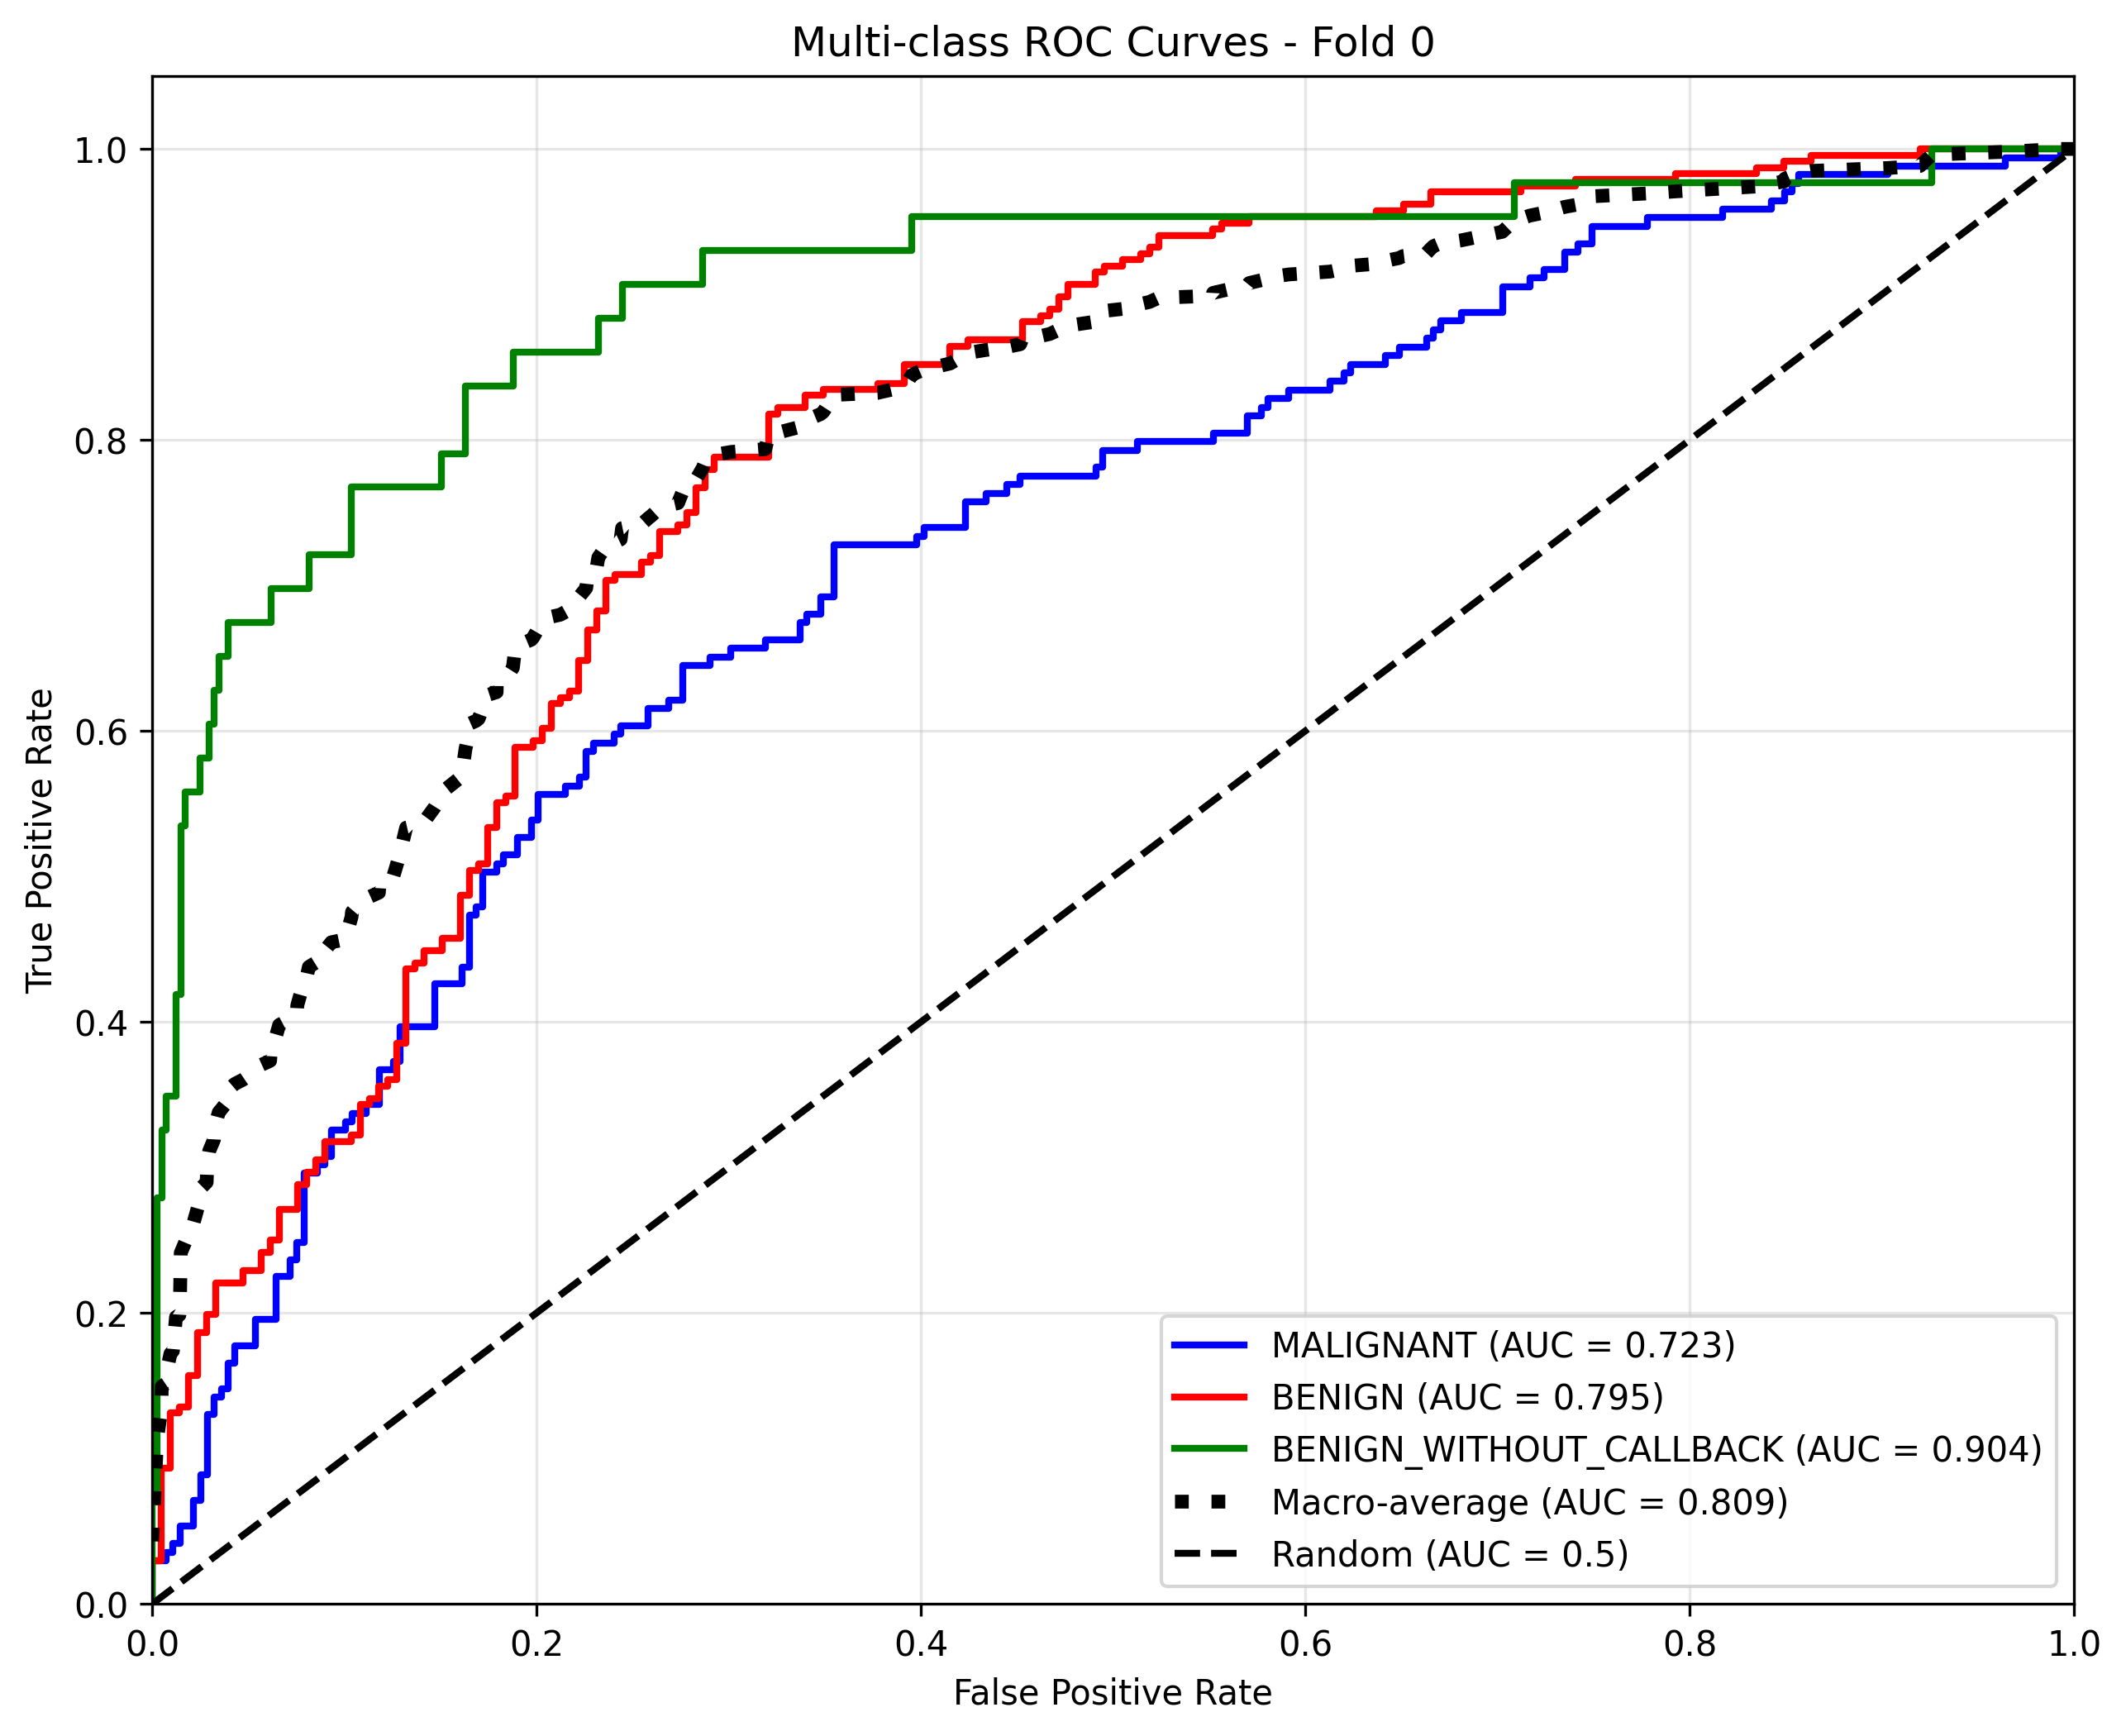 Multi-class ROC Curves - Fold 0
True Positive Rate
1.0
0.8
0.6
0.4
0.2
0.0
0.0 0.2 0.4 0.6 0.8 1.0
False Positive Rate
MALIGNANT (AUC = 0.723)
BENIGN (AUC = 0.795)
BENIGN_WITHOUT_CALLBACK (AUC = 0.904)
Macro-average (AUC = 0.809)
Random (AUC = 0.5)